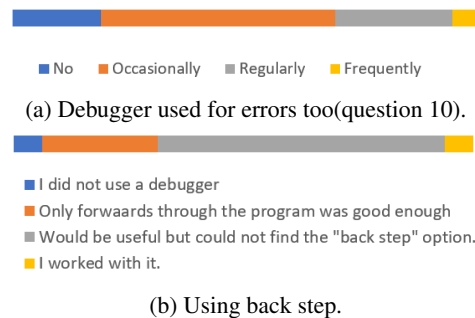 No Occasionally Regularly Frequently
(a) Debugger used for errors too(question 10).
I did not use a debugger
Only forwaards through the program was good enough
Would be useful but could not find the "back step" option.
I worked with it.
(b) Using back step.